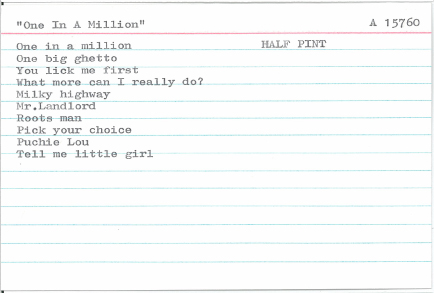 "One In A Million" A 15760
One in a million HALF PINT
One big ghetto
You lick me first
What more can I really do?
Milky highway
Mr.Landlord
Roots man
Pick your choice
Puchie Lou
Tell me little girl